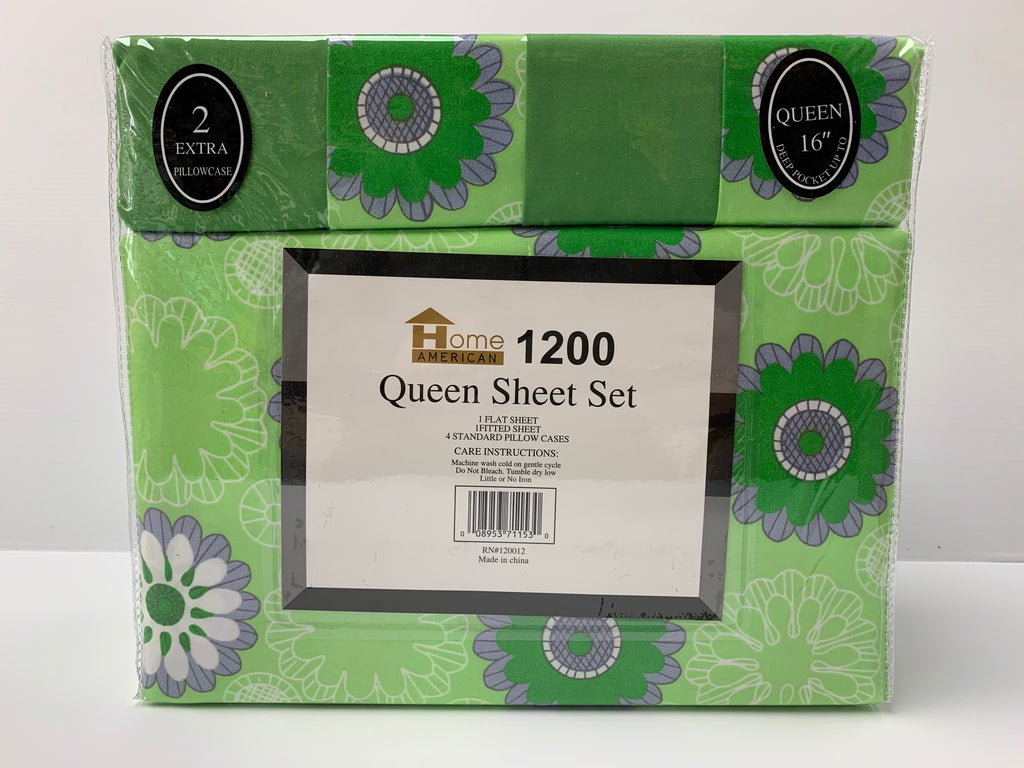 2
EXTRA
PILLOWCASE
QUEEN
16"
DEEP POCKET UP TO
Home 1200
AMERICAN
Queen Sheet Set
1 FLAT SHEET
1FITTED SHEET
4 STANDARD PILLOW CASES
CARE INSTRUCTIONS:
Machine wash cold on gentle cycle
Do Not Bleach. Tumble dry low
Little or No Iron
0 08953 71153 0
RN#120012
Made in china